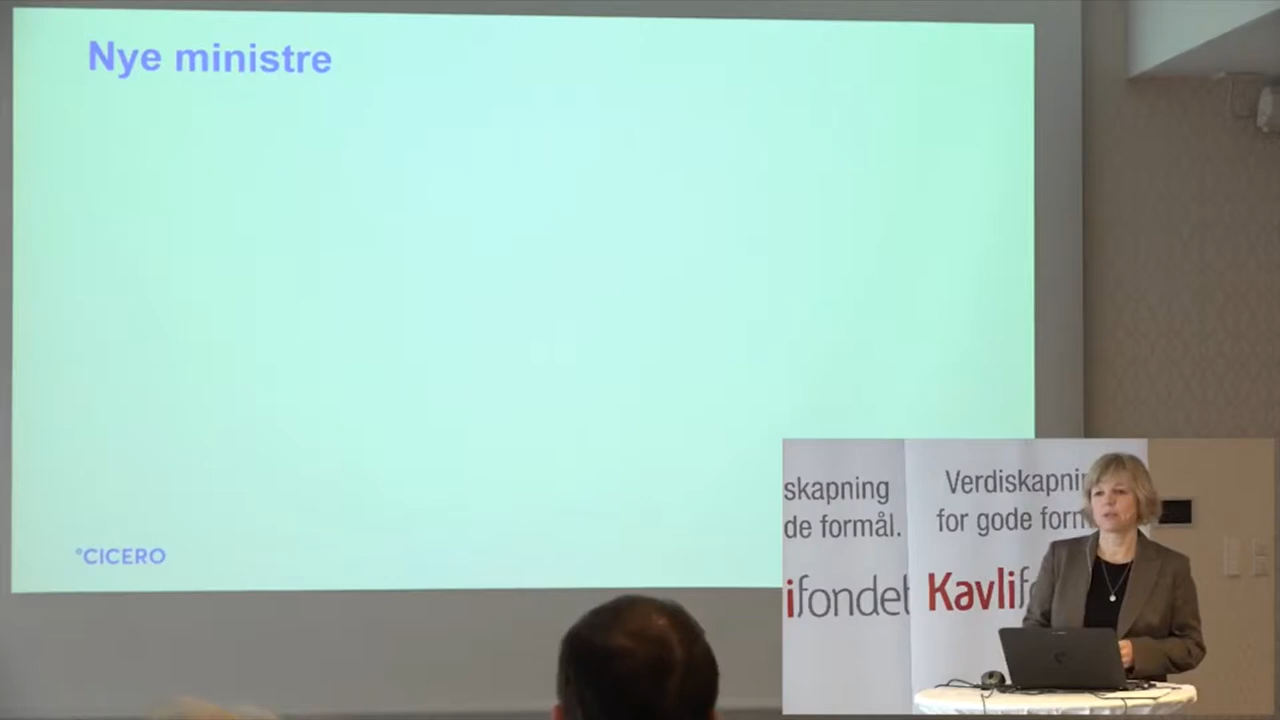 Nye ministre
°CICERO
skapning
de formål.
ifondet
Verdiskapnin
for gode form
Kavlif